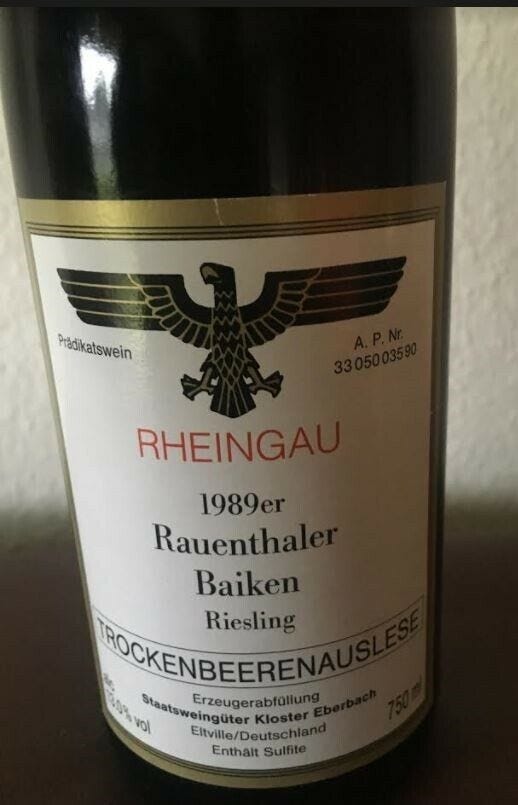 Prädikatswein
A. P. Nr.
33 050 035 90
RHEINGAU
1989er
Rauenthaler
Baiken
Riesling
TROCKENBEERENAUSLESE
Erzeugerabfüllung
Staatsweingüter Kloster Eberbach
Eltville/Deutschland
Enthält Sulfite
% vol
750 ml